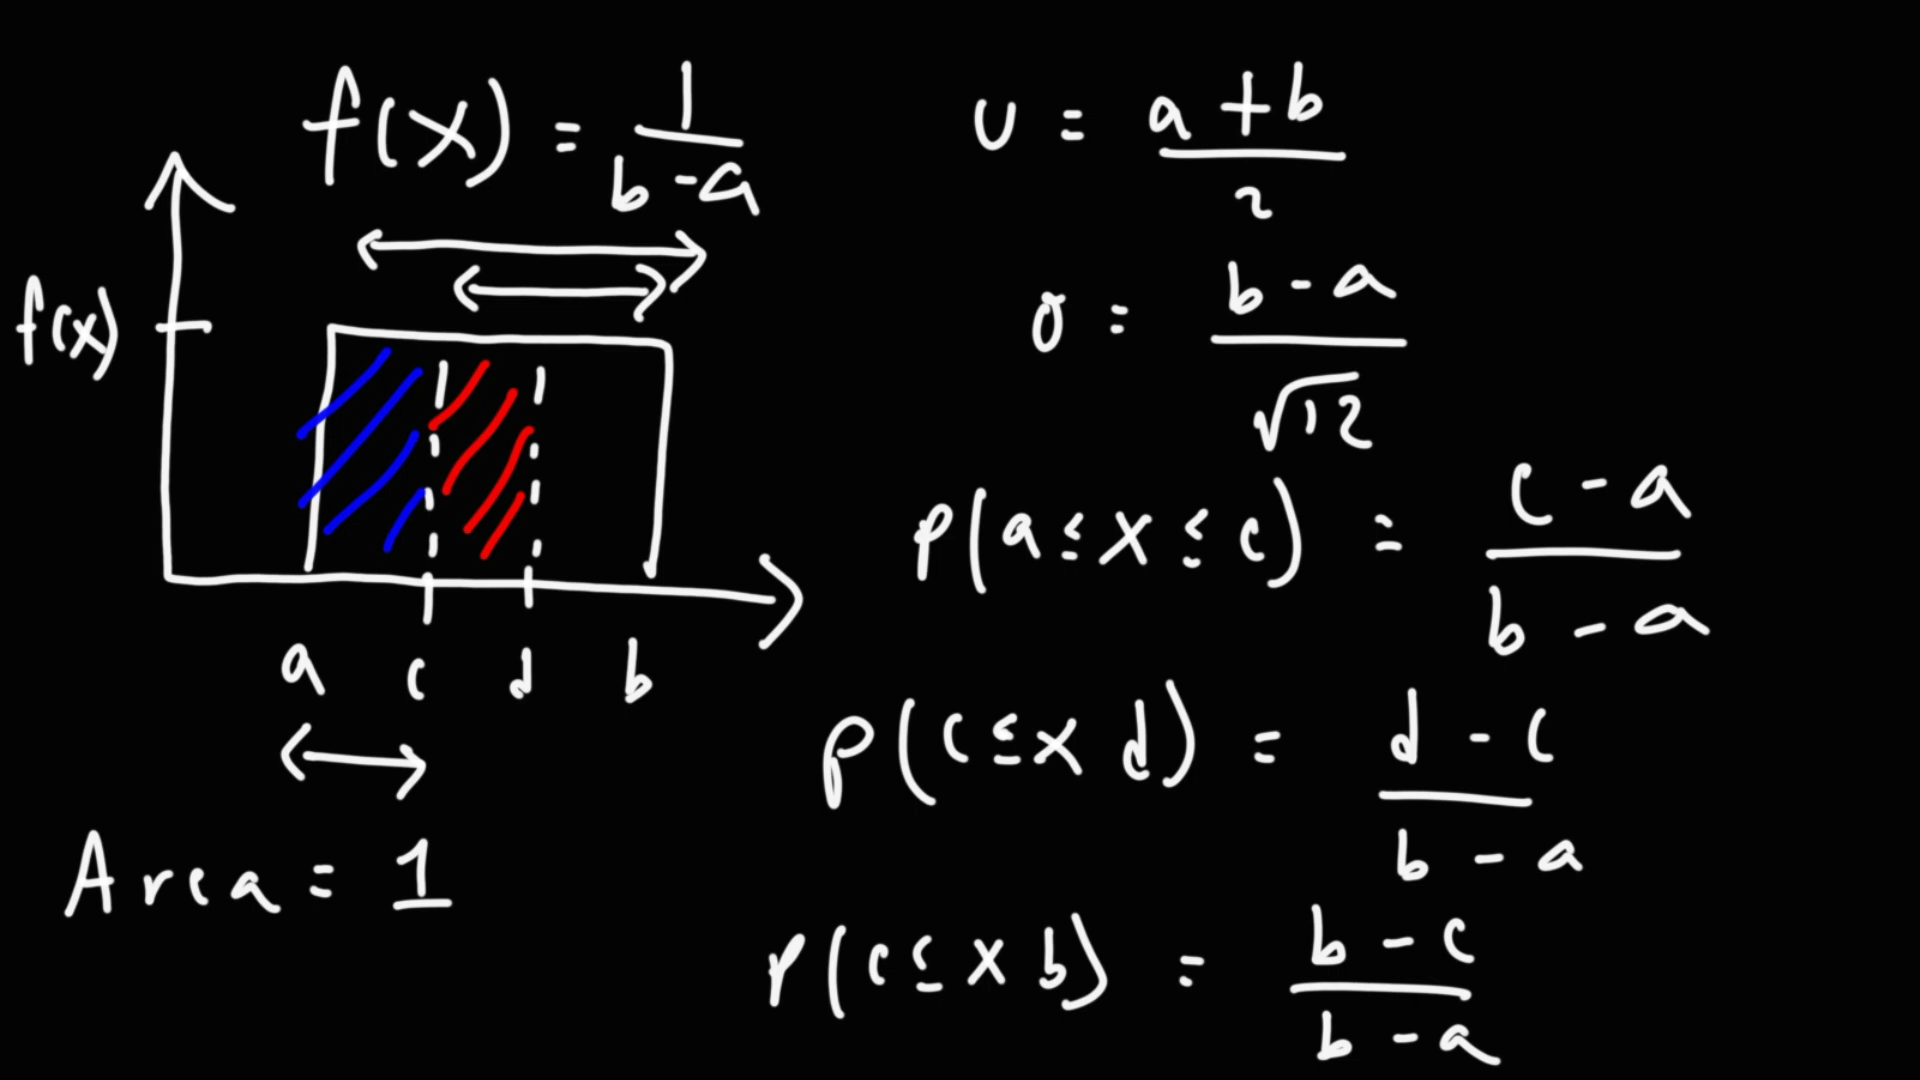 f(x) = 1/(b-a)
u = (a+b)/2
f(x)
σ = (b-a)/√12
p(a≤x≤c) = (c-a)/(b-a)
a c d b
p(c≤x d) = (d-c)/(b-a)
Area = 1
p(c≤x b) = (b-c)/(b-a)